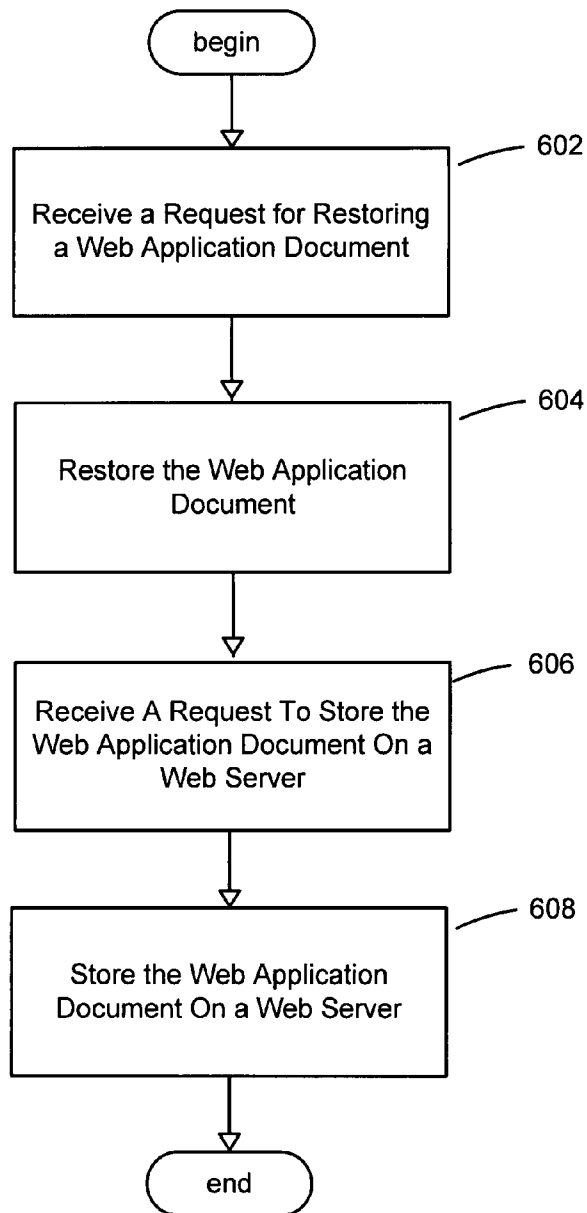 begin
602
Receive a Request for Restoring
a Web Application Document
604
Restore the Web Application
Document
606
Receive A Request To Store the
Web Application Document On a
Web Server
608
Store the Web Application
Document On a Web Server
end